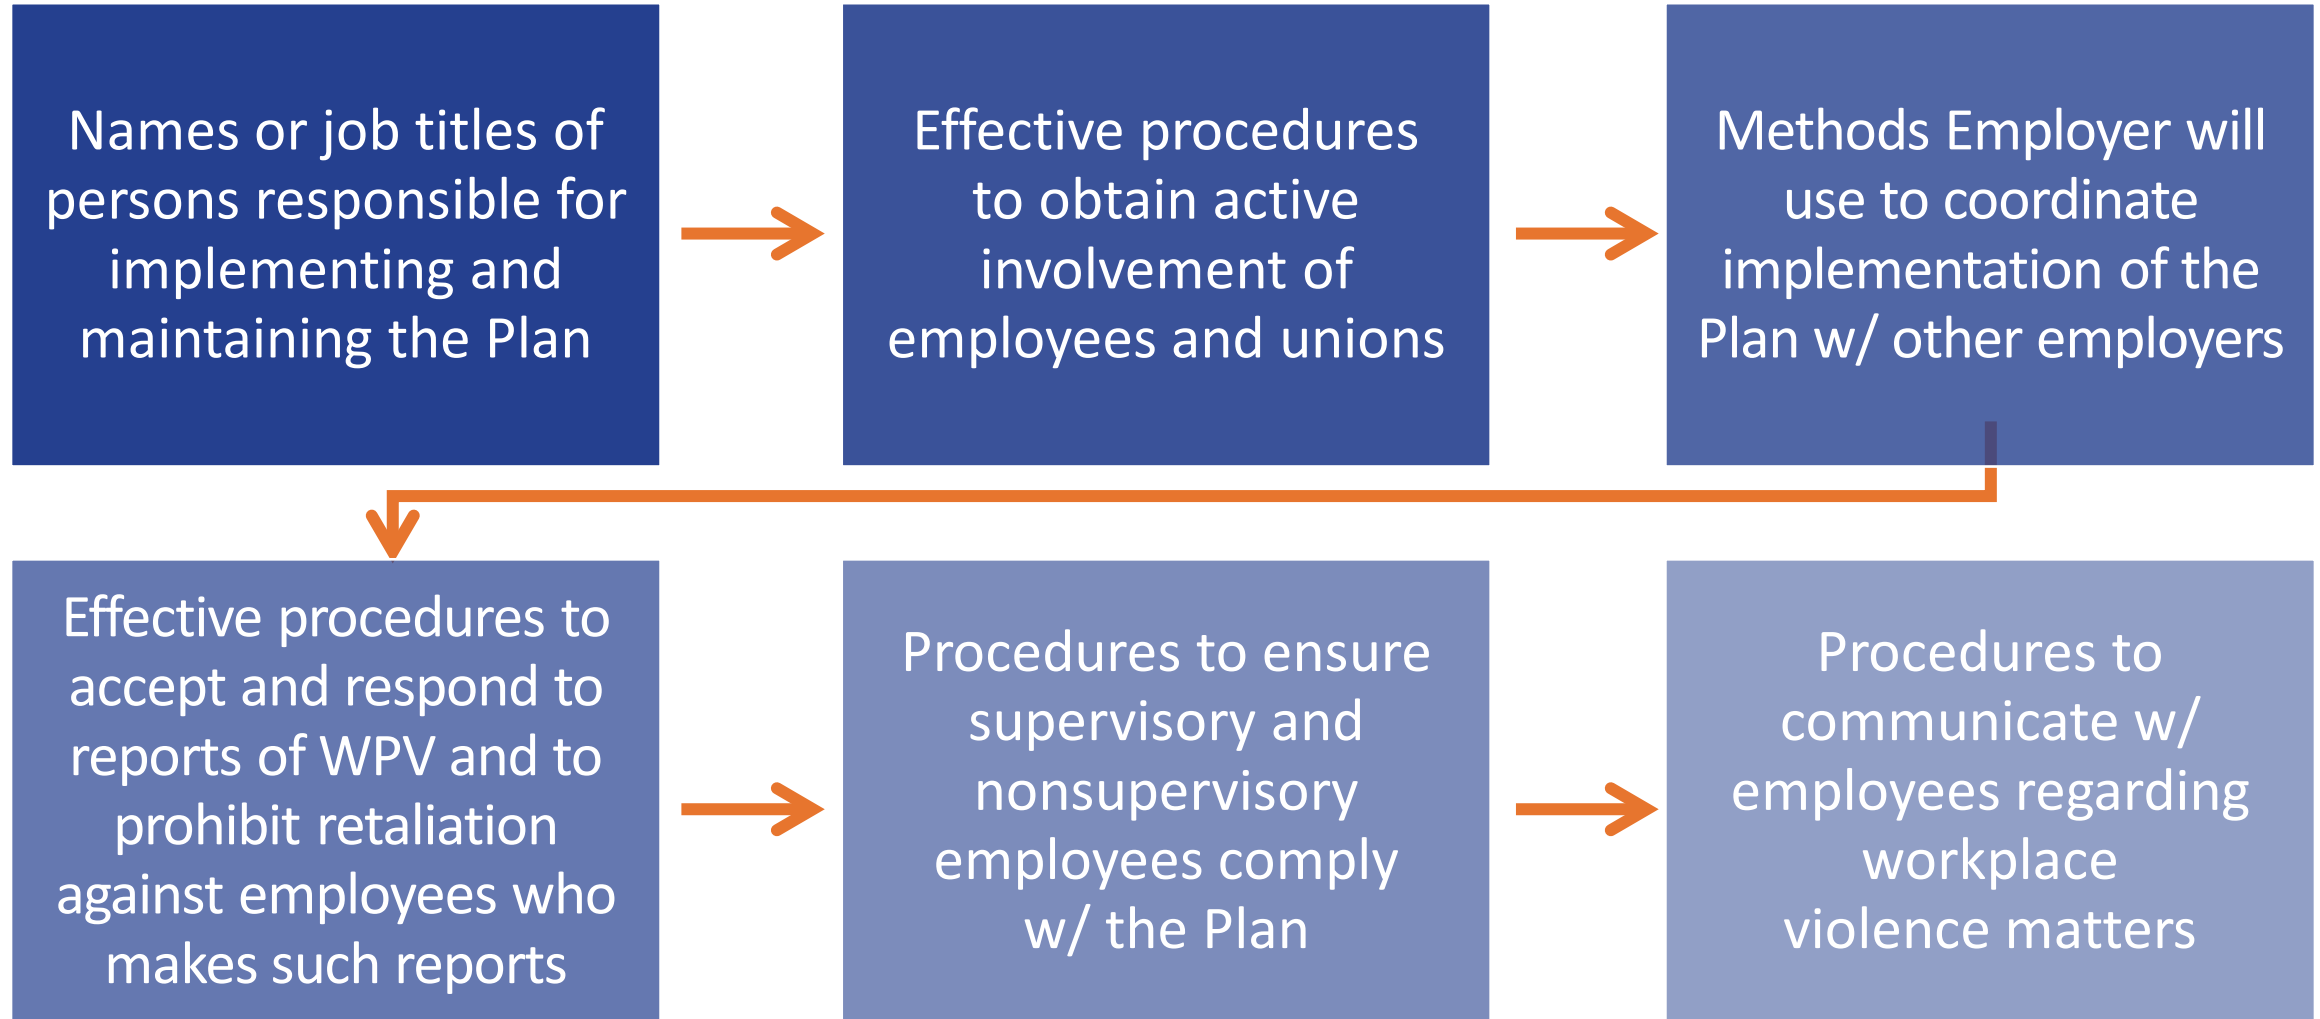 Names or job titles of
persons responsible for
implementing and
maintaining the Plan
Effective procedures
to obtain active
involvement of
employees and unions
Methods Employer will
use to coordinate
implementation of the
Plan w/ other employers
Effective procedures to
accept and respond to
reports of WPV and to
prohibit retaliation
against employees who
makes such reports
Procedures to ensure
supervisory and
nonsupervisory
employees comply
w/ the Plan
Procedures to
communicate w/
employees regarding
workplace
violence matters